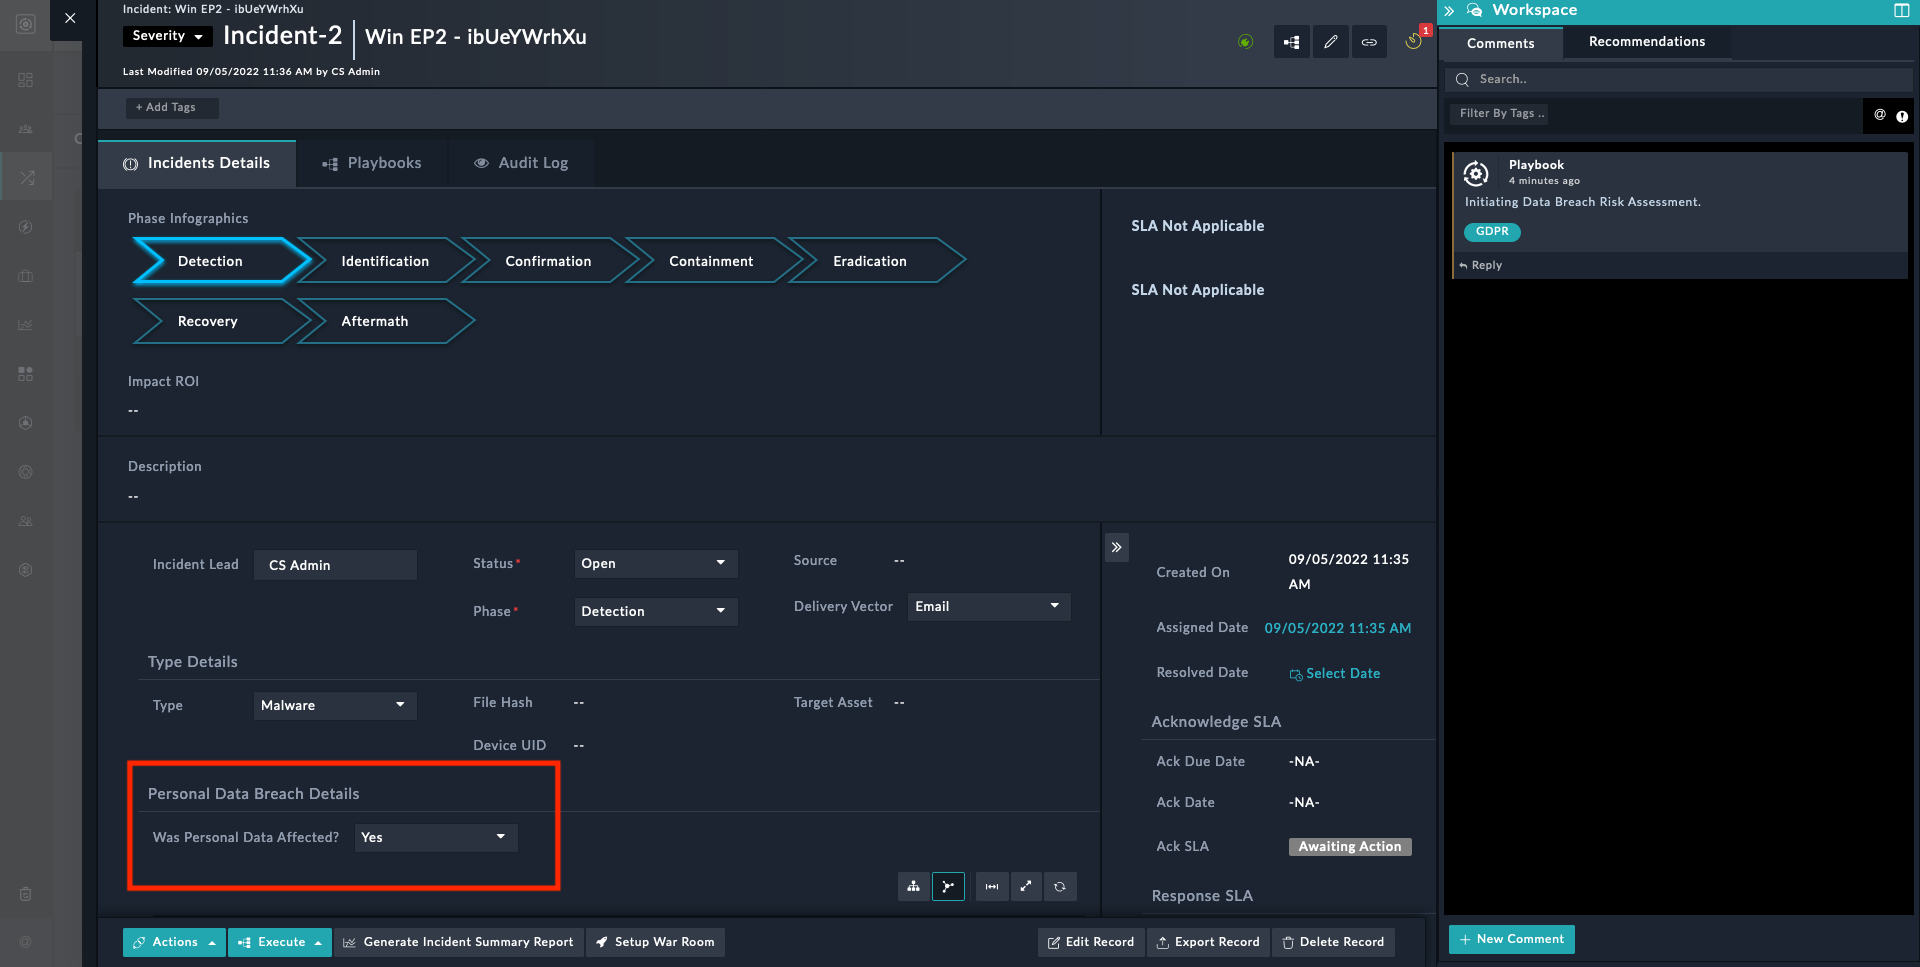 Incident: Win EP2 - ibUeYWrhXu
Severity
Incident-2
Win EP2 - ibUeYWrhXu
Last Modified 09/05/2022 11:36 AM by CS Admin
1
+ Add Tags
Incidents Details
Playbooks
Audit Log
Phase Infographics
Detection
Identification
Confirmation
Containment
Eradication
Recovery
Aftermath
SLA Not Applicable
SLA Not Applicable
Impact ROI
--
Description
--
Incident Lead
CS Admin
Status*
Open
Source
--
Phase*
Detection
Delivery Vector
Email
Type Details
Type
Malware
File Hash
--
Target Asset
--
Device UID
--
Personal Data Breach Details
Was Personal Data Affected?
Yes
Created On
09/05/2022 11:35
AM
Assigned Date
09/05/2022 11:35 AM
Resolved Date
Select Date
Acknowledge SLA
Ack Due Date
-NA-
Ack Date
-NA-
Ack SLA
Awaiting Action
Response SLA
Actions
Execute
Generate Incident Summary Report
Setup War Room
Edit Record
Export Record
Delete Record
Workspace
Comments
Recommendations
Search..
Filter By Tags ..
@
Playbook
4 minutes ago
Initiating Data Breach Risk Assessment.
GDPR
Reply
+ New Comment